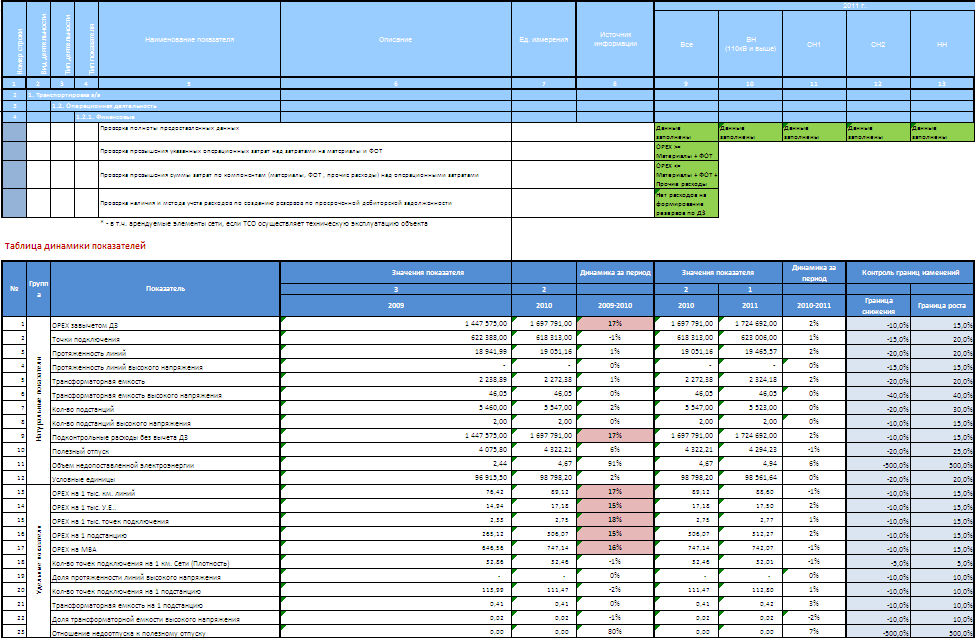 2011 г.
Номер строки
Вид деятельности
Тип деятельности
Тип показателя
Наименование показателя
Описание
Ед. измерения
Источник
информации
Все
ВН
(110кВ и выше)
СН1
СН2
НН
1 2 3 4 5 6 7 8 9 10 11 12 13
2 1. Транспортировка э/э
3 1.2. Операционная деятельность
4 1.2.1. Финансовые
Проверка полноты предоставленных данных
Данные
заполнены
Данные
заполнены
Данные
заполнены
Данные
заполнены
Данные
заполнены
Проверка превышения указанных операционных затрат над затратами на материалы и ФОТ
OPEX >=
Материалы + ФОТ
Проверка превышения суммы затрат по компонентам (материалы, ФОТ , прочие расходы) над операционными затратами
OPEX <=
Материалы + ФОТ +
Прочие расходы
Проверка наличия и метода учета расходов по созданию резервов по просроченной дебиторской задолженности
Нет расходов на
формирование
резервов по ДЗ
* - в т.ч. арендуемые элементы сети, если ТСО осуществляет техническую эксплуатацию объекта
Таблица динамики показателей
№
Групп
а
Показатель
Значения показателя
Динамика за период
Значения показателя
Динамика за
период
Контроль границ изменений
3 2 2 1
2009 2010 2009-2010 2010 2011 2010-2011
Граница
снижения
Граница роста
Натуральные показатели
1 OPEX завычетом ДЗ 1 447 575,00 1 697 791,00 17% 1 697 791,00 1 724 692,00 2% -10,0% 15,0%
2 Точки подключения 622 388,00 618 313,00 -1% 618 313,00 623 006,00 1% -15,0% 20,0%
3 Протяженность линий 18 941,99 19 051,16 1% 19 051,16 19 465,57 2% -20,0% 20,0%
4 Протяженность линий высокого напряжения - - 0% - - 0% -15,0% 15,0%
5 Трансформаторная емкость 2 238,89 2 272,38 1% 2 272,38 2 324,18 2% -20,0% 20,0%
6 Трансформаторная емкость высокого напряжения 46,05 46,05 0% 46,05 46,05 0% -40,0% 40,0%
7 Кол-во подстанций 5 460,00 5 547,00 2% 5 547,00 5 523,00 0% -20,0% 30,0%
8 Кол-во подстанций высокого напряжения 2,00 2,00 0% 2,00 2,00 0% -10,0% 15,0%
9 Подконтрольные расходы без вычета ДЗ 1 447 575,00 1 697 791,00 17% 1 697 791,00 1 724 692,00 2% -10,0% 15,0%
10 Полезный отпуск 4 075,80 4 322,21 6% 4 322,21 4 294,23 -1% -20,0% 25,0%
11 Объем недопоставленной электроэнергии 2,44 4,67 91% 4,67 4,94 6% -500,0% 500,0%
12 Условные единицы 96 915,50 98 798,20 2% 98 798,20 98 561,64 0% -20,0% 20,0%
Удельные показатели
13 OPEX на 1 тыс. км. линий 76,42 89,12 17% 89,12 88,60 -1% -10,0% 15,0%
14 OPEX на 1 тыс. У.Е.. 14,94 17,18 15% 17,18 17,50 2% -10,0% 15,0%
15 OPEX на 1 тыс. точек подключения 2,33 2,75 18% 2,75 2,77 1% -10,0% 15,0%
16 OPEX на 1 подстанцию 265,12 306,07 15% 306,07 312,27 2% -10,0% 15,0%
17 OPEX на МВА 646,56 747,14 16% 747,14 742,07 -1% -10,0% 15,0%
18 Кол-во точек подключения на 1 км. Сети (Плотность) 32,86 32,46 -1% 32,46 32,01 -1% -5,0% 5,0%
19 Доля протяженности линий высокого напряжения - - 0% - - 0% -10,0% 10,0%
20 Кол-во точек подключения на 1 подстанцию 113,99 111,47 -2% 111,47 112,80 1% -10,0% 10,0%
21 Трансформаторная емкость на 1 подстанцию 0,41 0,41 0% 0,41 0,42 3% -10,0% 10,0%
22 Доля трансформаторной емкости высокого напряжения 0,02 0,02 -1% 0,02 0,02 -2% -10,0% 10,0%
23 Отношение недоотпуска к полезному отпуску 0,00 0,00 80% 0,00 0,00 7% -500,0% 500,0%